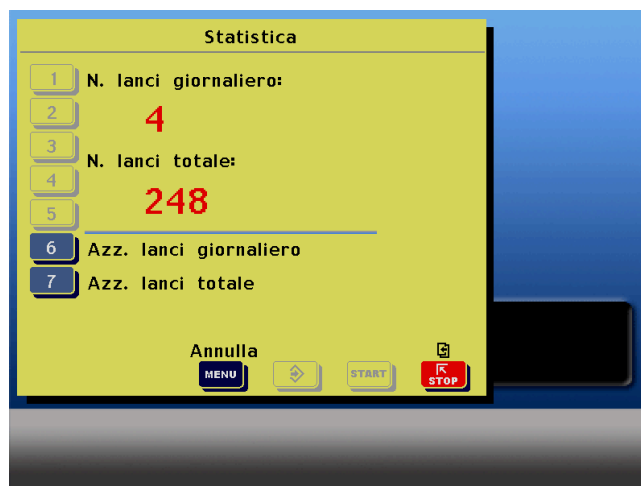 Statistica
1
N. lanci giornaliero:
2
4
3
N. lanci totale:
4
248
5
6 Azz. lanci giornaliero
7 Azz. lanci totale
Annulla
MENU START STOP